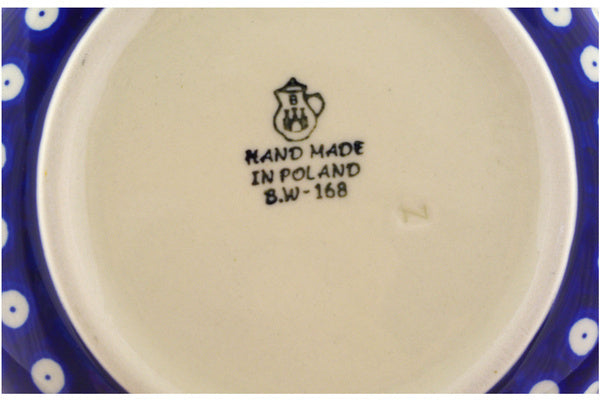 B
HAND MADE
IN POLAND
B.W-168
Z